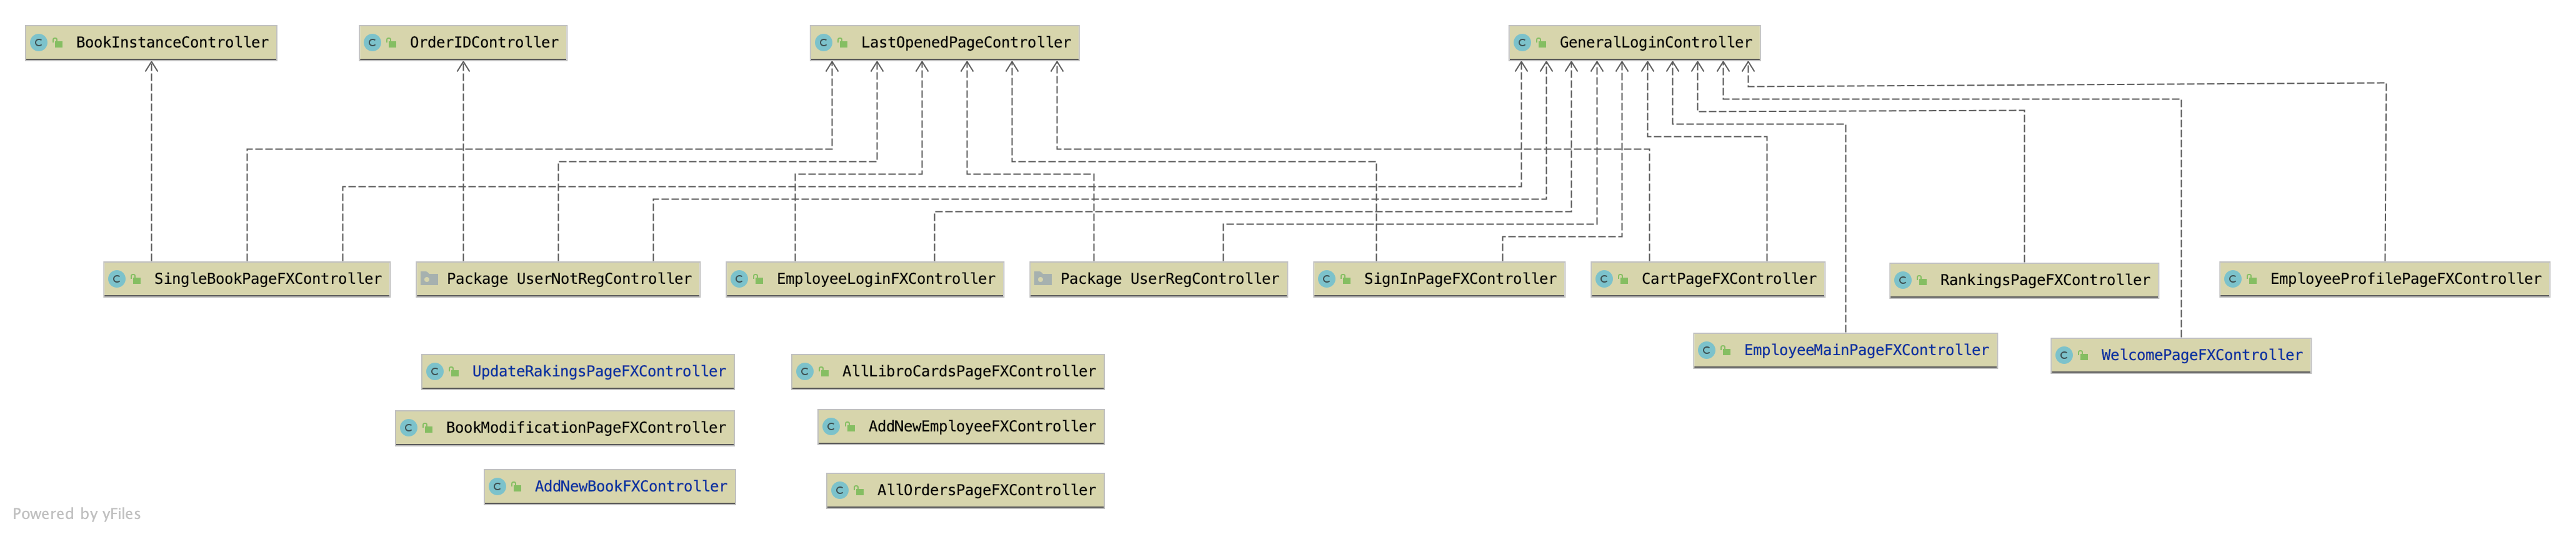 BookInstanceController
OrderIDController
LastOpenedPageController
GeneralLoginController
SingleBookPageFXController
Package UserNotRegController
EmployeeLoginFXController
Package UserRegController
SignInPageFXController
CartPageFXController
RankingsPageFXController
EmployeeProfilePageFXController
EmployeeMainPageFXController
WelcomePageFXController
UpdateRakingsPageFXController
AllLibroCardsPageFXController
BookModificationPageFXController
AddNewEmployeeFXController
AddNewBookFXController
AllOrdersPageFXController
Powered by yFiles